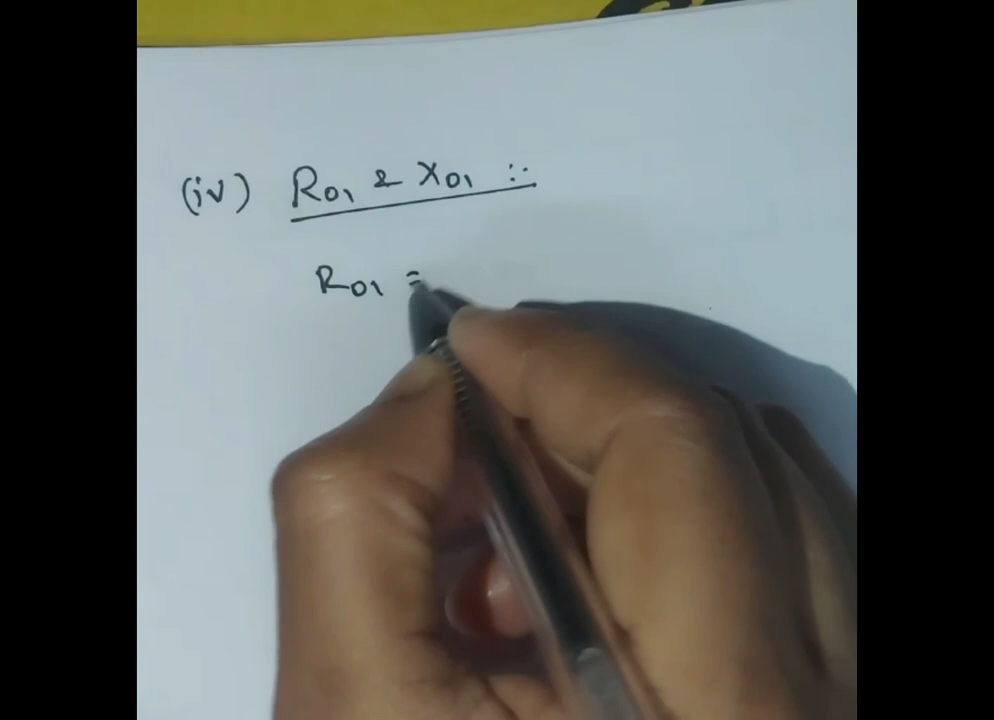 (iv) R01 & X01 :-
R01 =